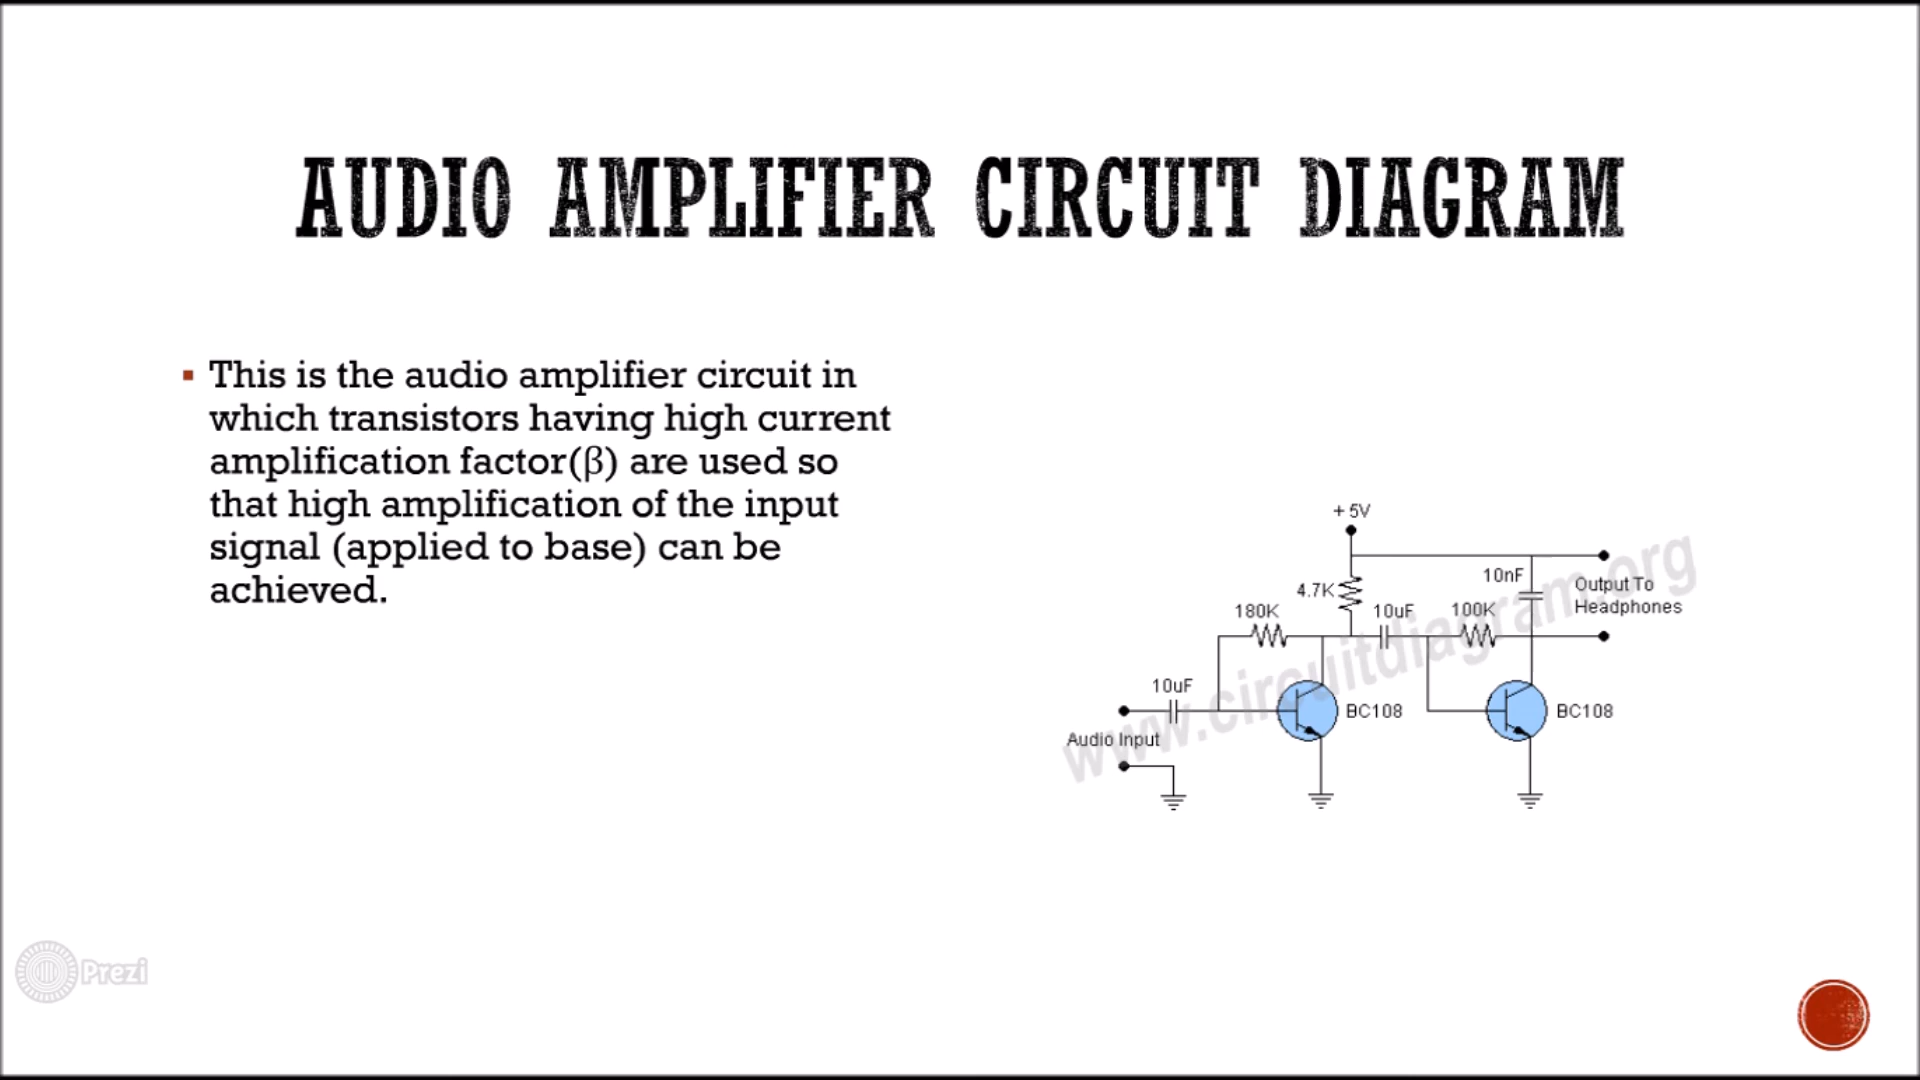 AUDIO AMPLIFIER CIRCUIT DIAGRAM
▪ This is the audio amplifier circuit in
which transistors having high current
amplification factor(β) are used so
that high amplification of the input
signal (applied to base) can be
achieved.
+ 5V
10nF
4.7K
Output To
Headphones
180K
10uF
100K
10uF
BC108
BC108
Audio Input
www.circuitdiagram.org
Prezi